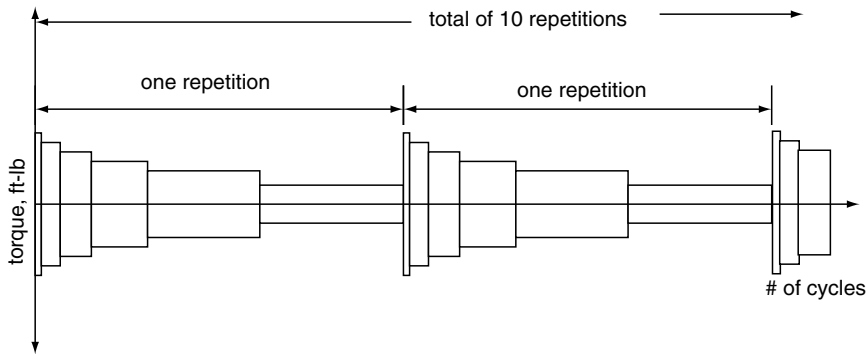 total of 10 repetitions
one repetition
one repetition
torque, ft-lb
# of cycles